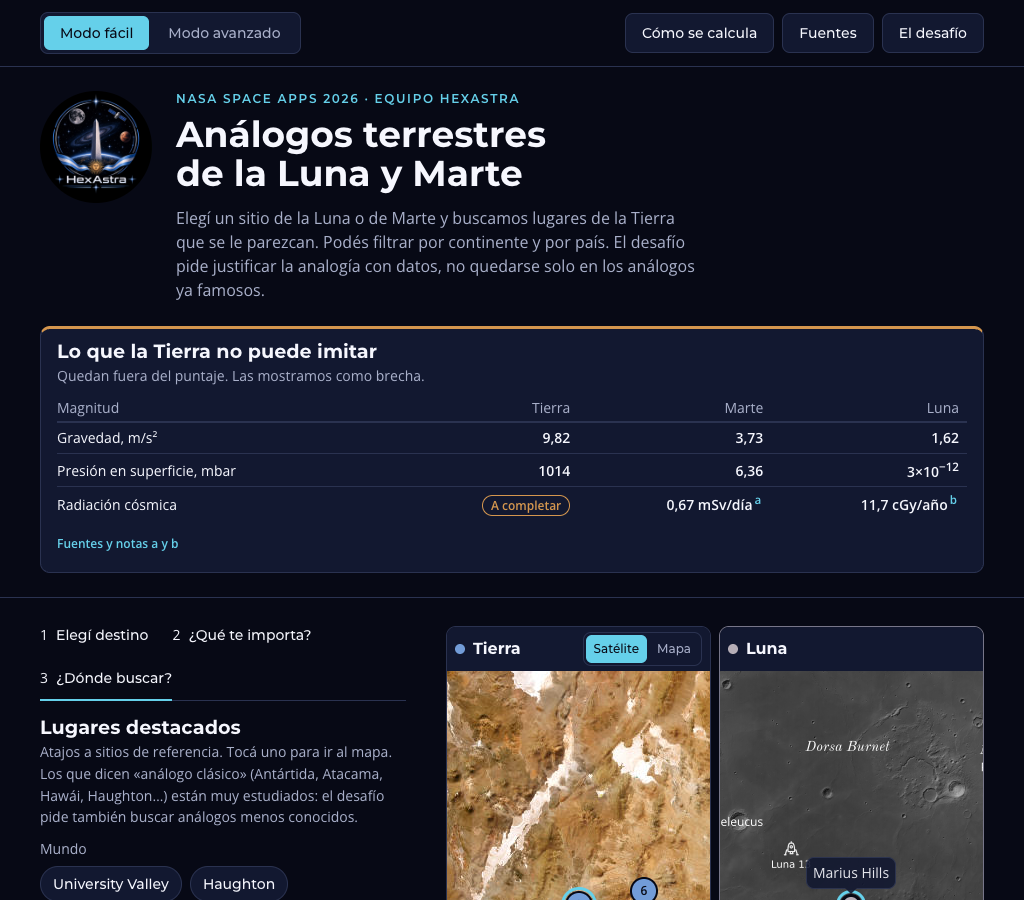 Modo fácil
Modo avanzado
Cómo se calcula
Fuentes
El desafío
HexAstra
NASA SPACE APPS 2026 · EQUIPO HEXASTRA
Análogos terrestres
de la Luna y Marte
Elegí un sitio de la Luna o de Marte y buscamos lugares de la Tierra
que se le parezcan. Podés filtrar por continente y por país. El desafío
pide justificar la analogía con datos, no quedarse solo en los análogos
ya famosos.
Lo que la Tierra no puede imitar
Quedan fuera del puntaje. Las mostramos como brecha.
Magnitud Tierra Marte Luna
Gravedad, m/s² 9,82 3,73 1,62
Presión en superficie, mbar 1014 6,36 3×10⁻¹²
Radiación cósmica A completar 0,67 mSv/día a 11,7 cGy/año b
Fuentes y notas a y b
1 Elegí destino 2 ¿Qué te importa?
3 ¿Dónde buscar?
Lugares destacados
Atajos a sitios de referencia. Tocá uno para ir al mapa.
Los que dicen «análogo clásico» (Antártida, Atacama,
Hawái, Haughton…) están muy estudiados: el desafío
pide también buscar análogos menos conocidos.
Mundo
University Valley
Haughton
Tierra
Satélite
Mapa
6
Luna
Dorsa Burnet
eleucus
Luna 1
Marius Hills